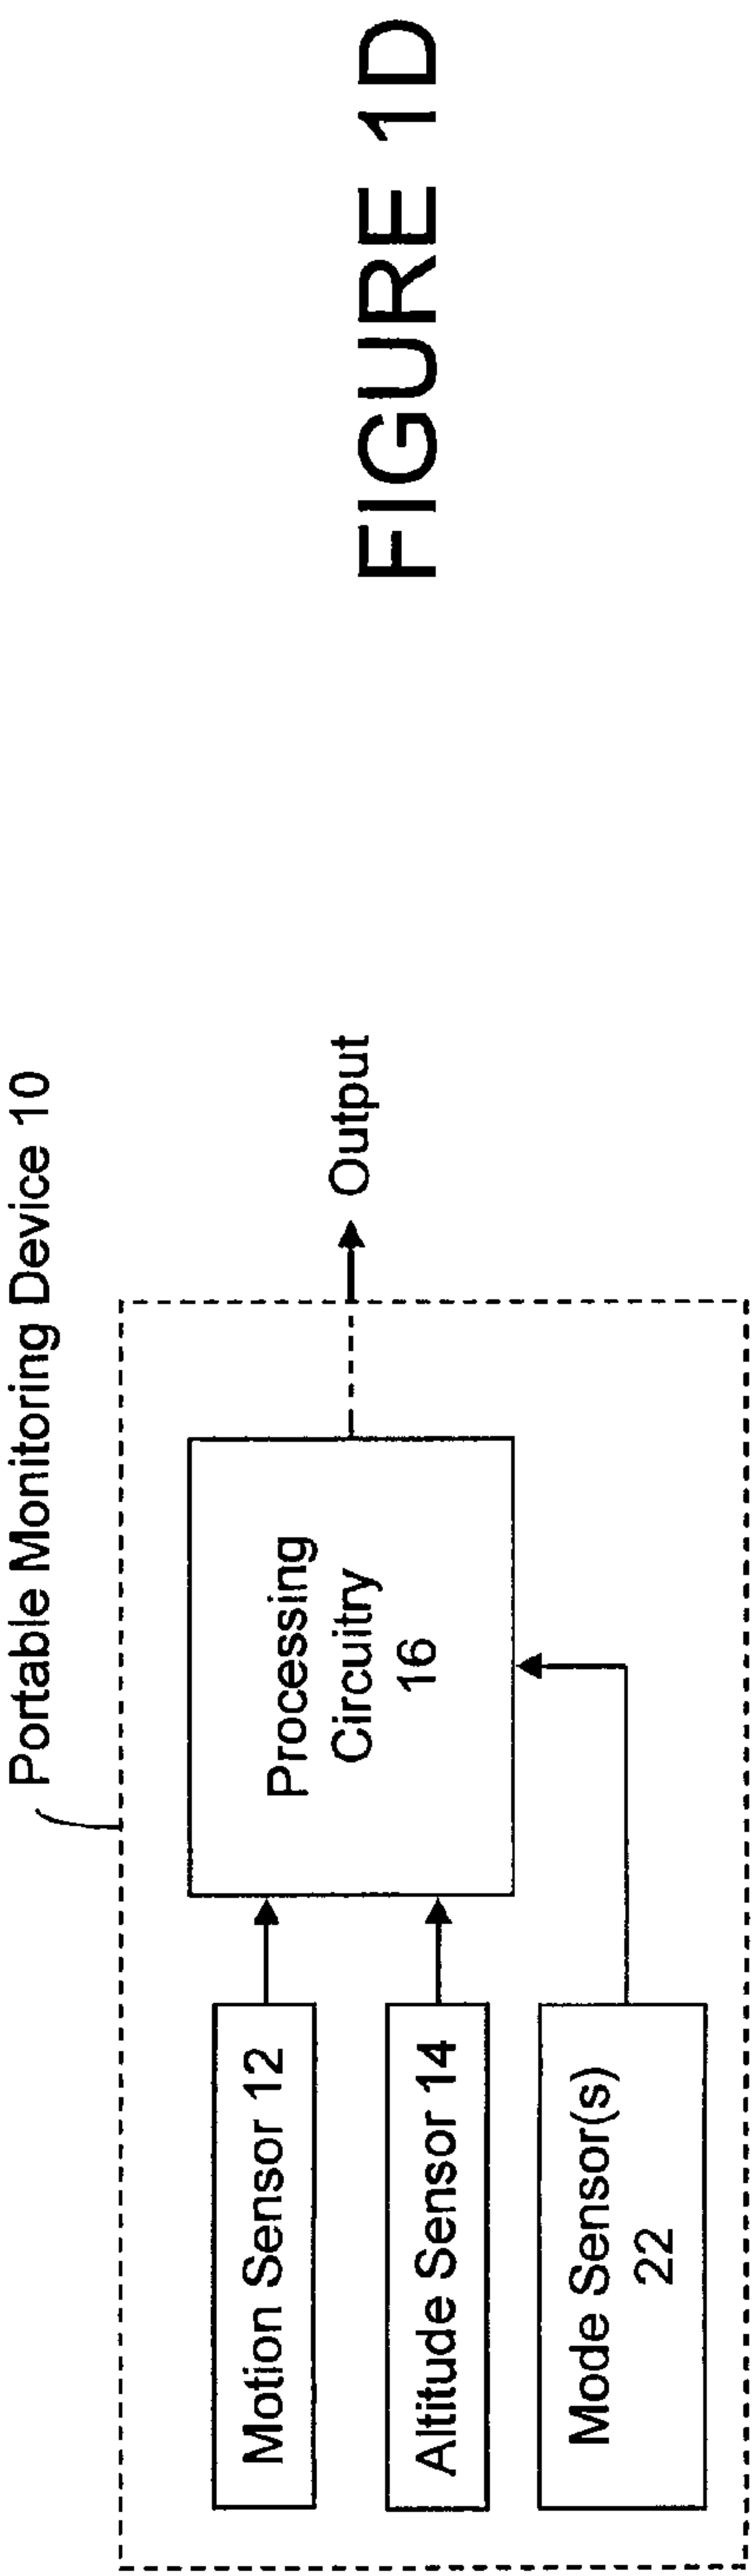 Portable Monitoring Device 10
Motion Sensor 12
Altitude Sensor 14
Mode Sensor(s)
22
Processing
Circuitry
16
Output
FIGURE 1D